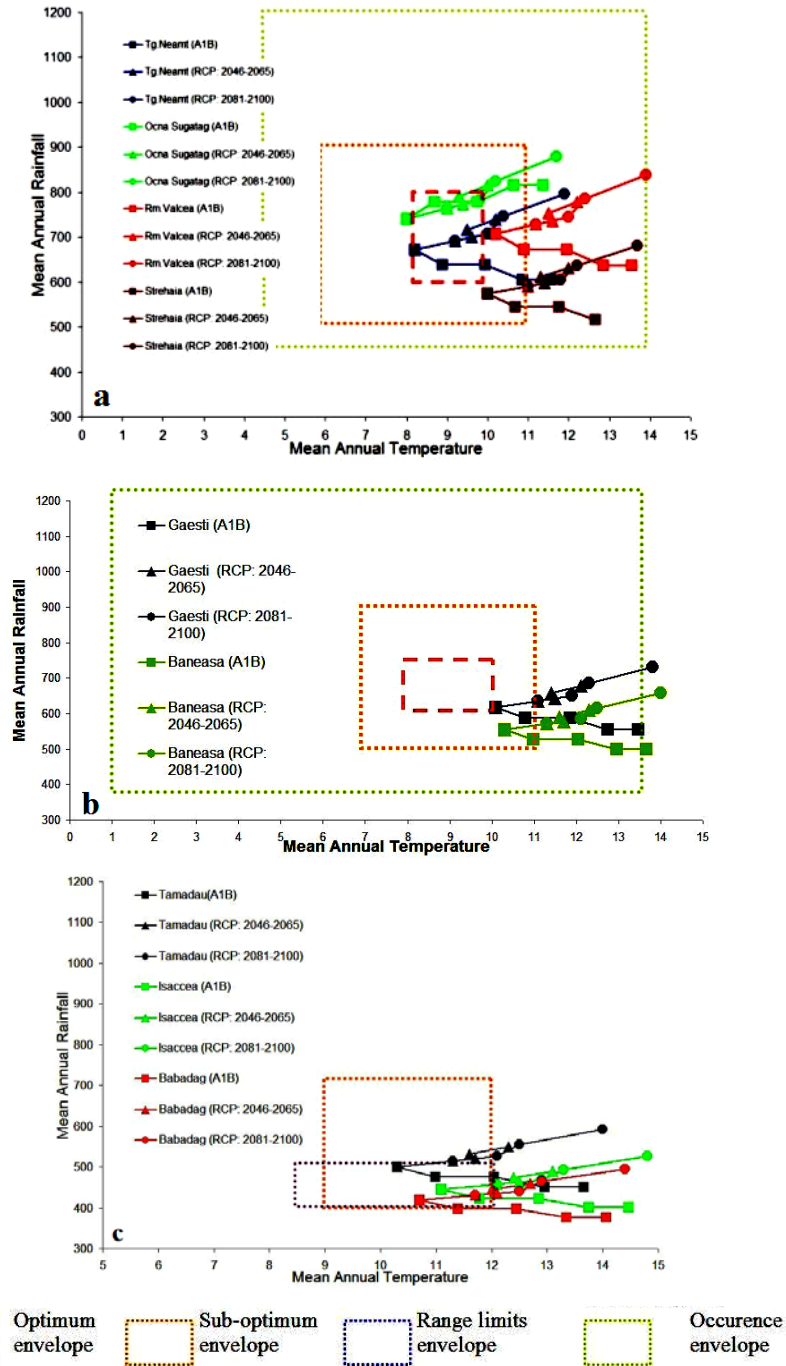 1200
1100
1000
900
800
700
600
500
400
300
Mean Annual Rainfall
Tg.Neamt (A1B)
Tg.Neamt (RCP: 2046-2065)
Tg.Neamt (RCP: 2081-2100)
Ocna Sugatag (A1B)
Ocna Sugatag (RCP: 2046-2065)
Ocna Sugatag (RCP: 2081-2100)
Rm.Valcea (A1B)
Rm.Valcea (RCP: 2046-2065)
Rm.Valcea (RCP: 2081-2100)
Strehaia (A1B)
Strehaia (RCP: 2046-2065)
Strehaia (RCP: 2081-2100)
a
0 1 2 3 4 5 6 7 8 9 10 11 12 13 14 15
Mean Annual Temperature
1200
1100
1000
900
800
700
600
500
400
300
Mean Annual Rainfall
Gaesti (A1B)
Gaesti (RCP: 2046-
2065)
Gaesti (RCP: 2081-
2100)
Baneasa (A1B)
Baneasa (RCP:
2046-2065)
Baneasa (RCP:
2081-2100)
b
0 1 2 3 4 5 6 7 8 9 10 11 12 13 14 15
Mean Annual Temperature
1200
1100
1000
900
800
700
600
500
400
300
Mean Annual Rainfall
Tamadau(A1B)
Tamadau (RCP: 2046-2065)
Tamadau (RCP: 2081-2100)
Isaccea (A1B)
Isaccea (RCP: 2046-2065)
Isaccea (RCP: 2081-2100)
Babadag (A1B)
Babadag (RCP: 2046-2065)
Babadag (RCP: 2081-2100)
c
5 6 7 8 9 10 11 12 13 14 15
Mean Annual Temperature
Optimum
envelope
Sub-optimum
envelope
Range limits
envelope
Occurence
envelope